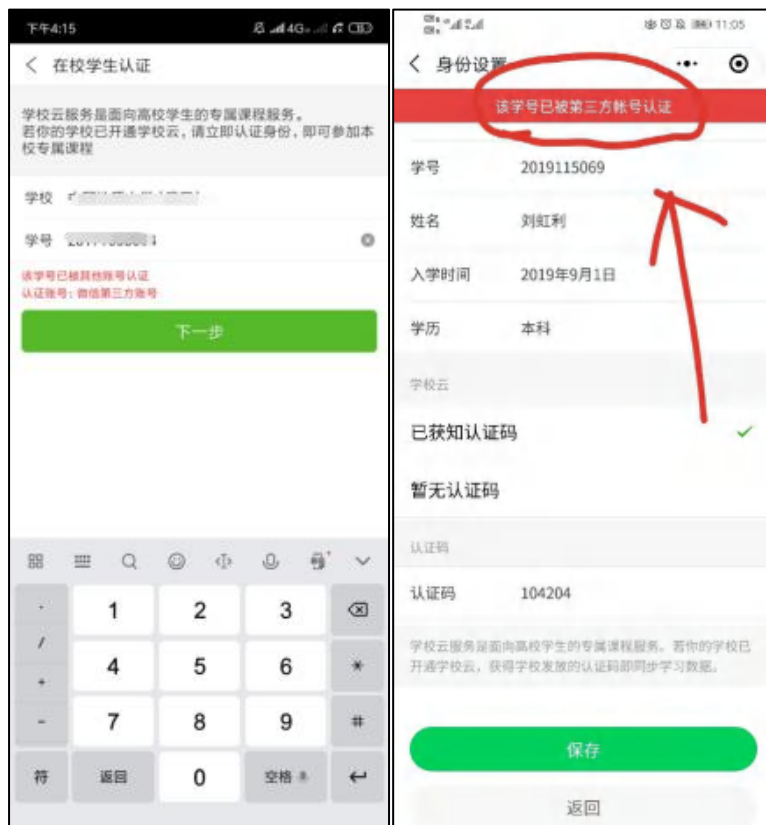 下午4:15
4G
在校学生认证
学校云服务是面向高校学生的专属课程服务。
若你的学校已开通学校云，请立即认证身份，即可参加本
校专属课程
学校
学号
该学号已被其他账号认证
认证账号：微信第三方账号
下一步
1 2 3
4 5 6
7 8 9
符 返回 0 空格
11:05
身份设置
该学号已被第三方帐号认证
学号 2019115069
姓名 刘虹利
入学时间 2019年9月1日
学历 本科
学校云
已获知认证码
暂无认证码
认证码
认证码 104204
学校云服务是面向高校学生的专属课程服务。若你的学校已
开通学校云，获得学校发放的认证码即同步学习数据。
保存
返回